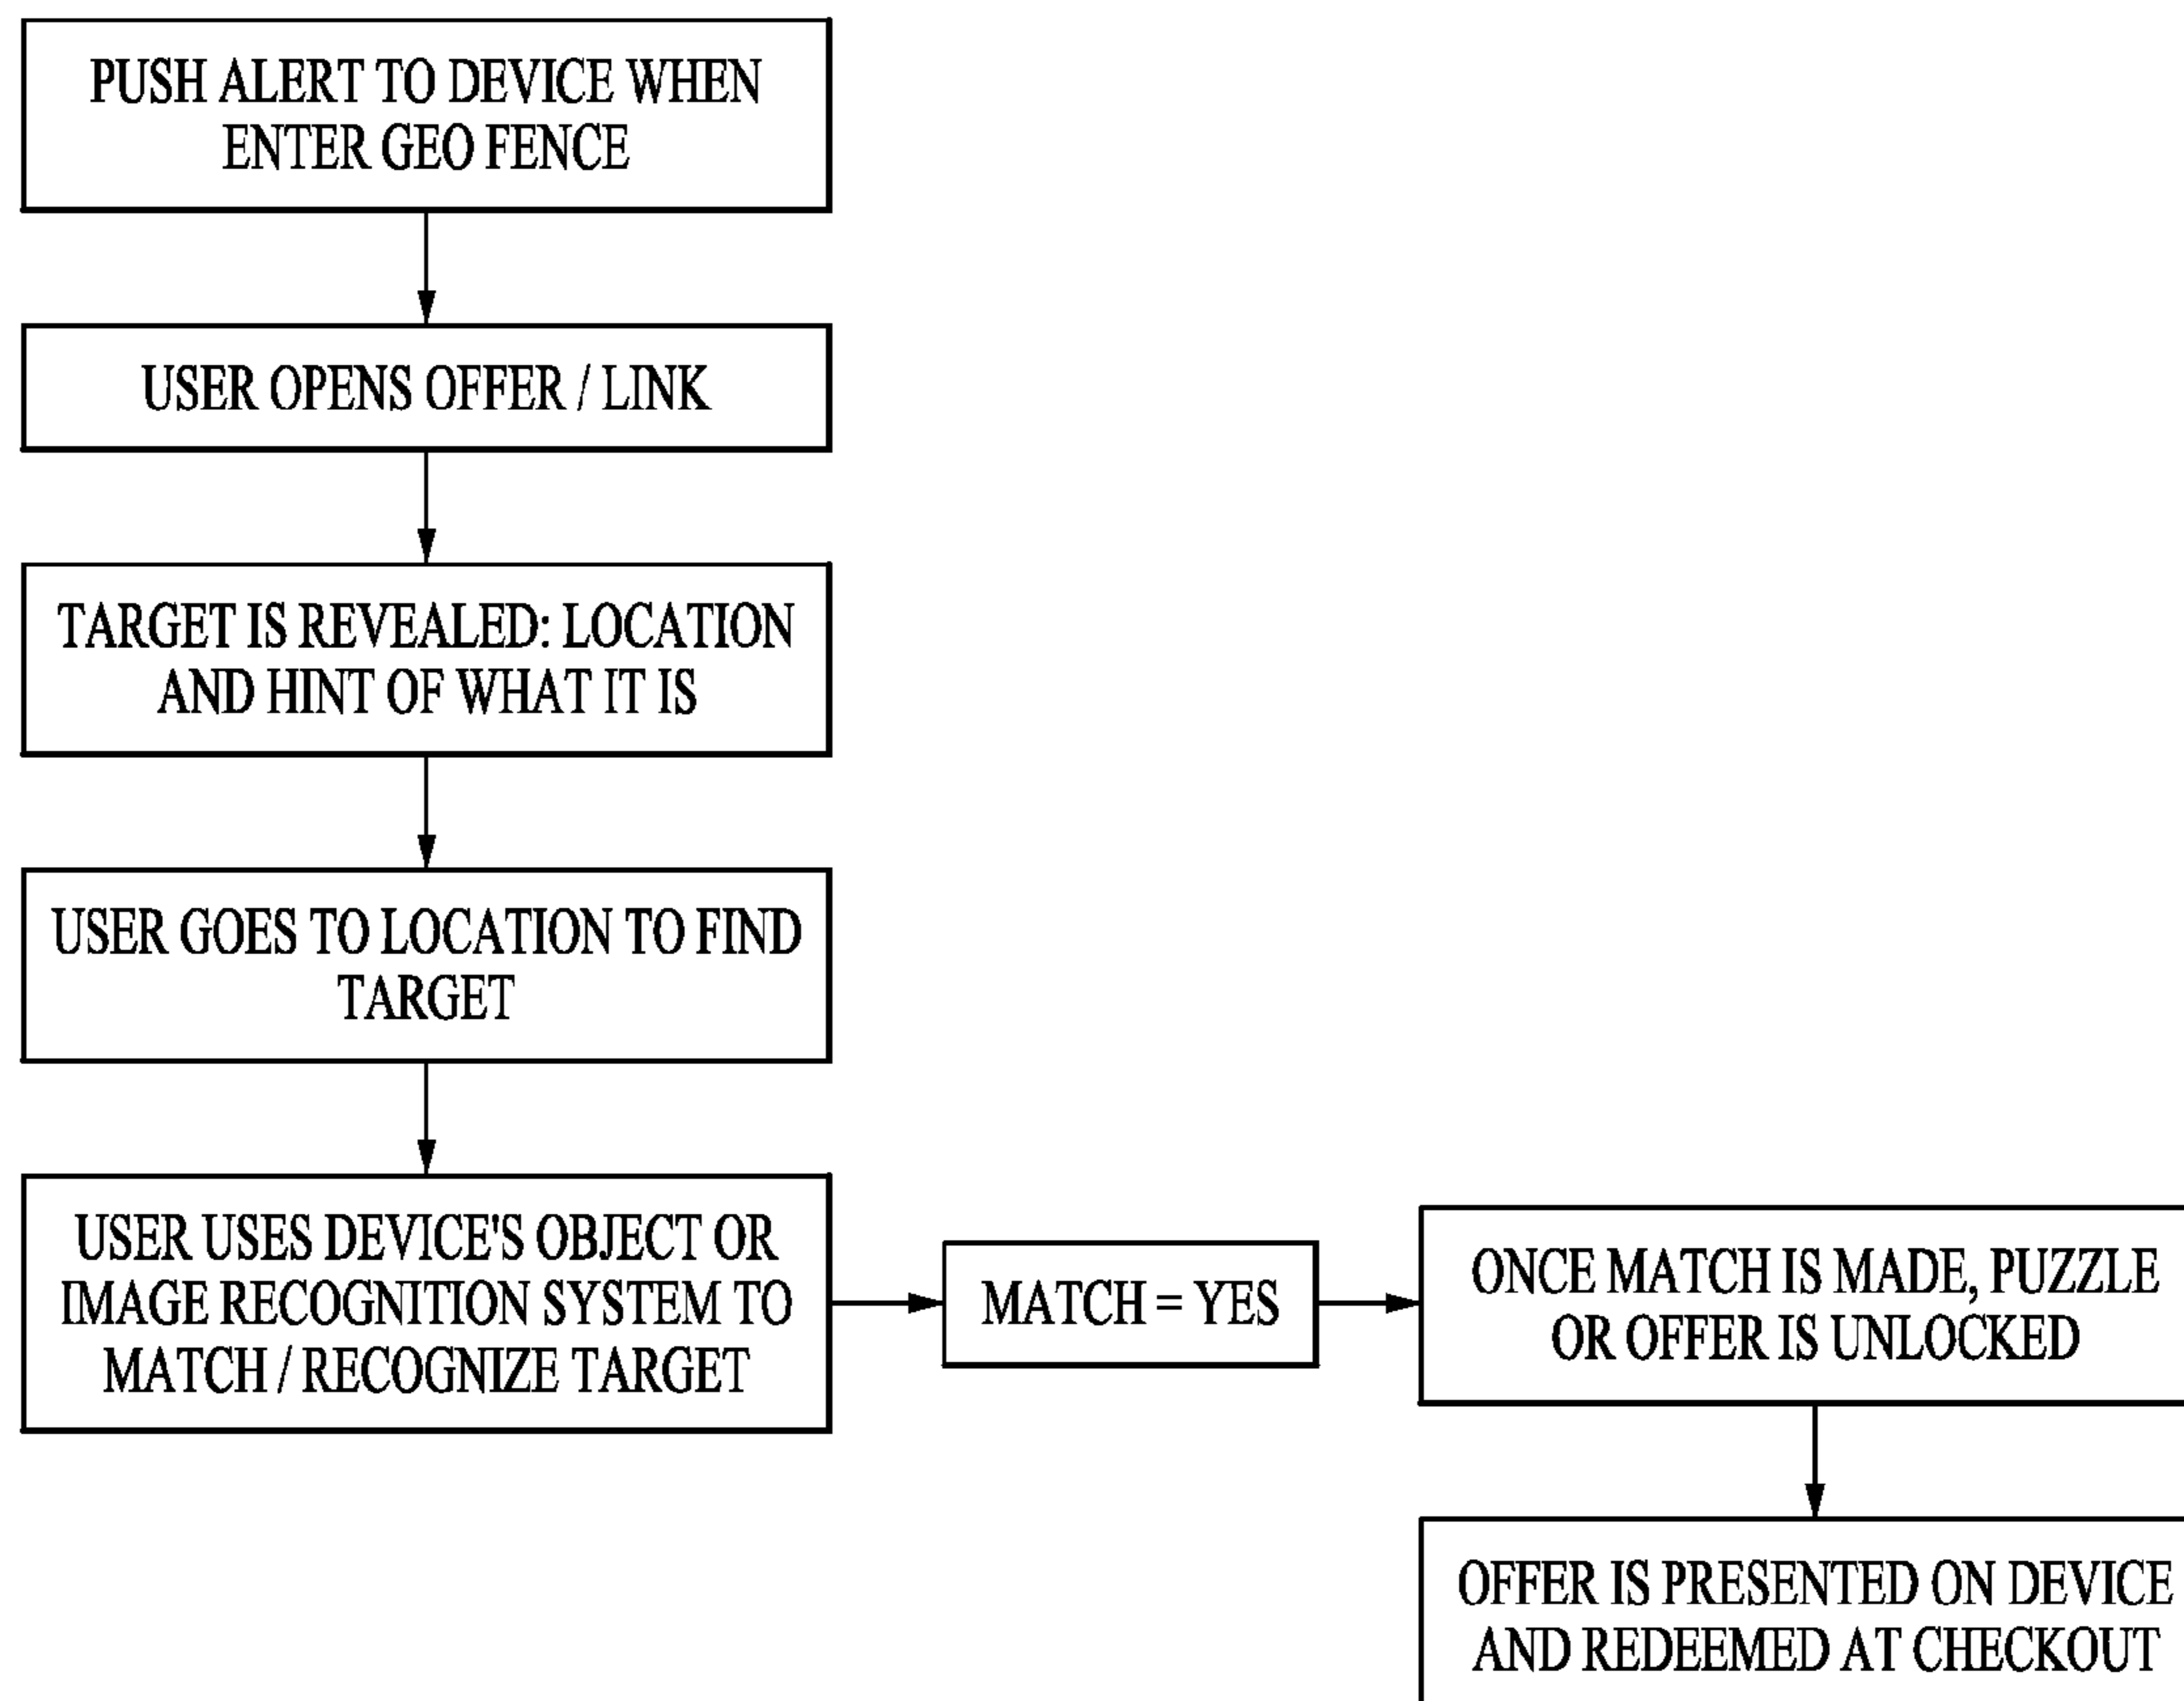 PUSH ALERT TO DEVICE WHEN
ENTER GEO FENCE
USER OPENS OFFER / LINK
TARGET IS REVEALED: LOCATION
AND HINT OF WHAT IT IS
USER GOES TO LOCATION TO FIND
TARGET
USER USES DEVICE'S OBJECT OR
IMAGE RECOGNITION SYSTEM TO
MATCH / RECOGNIZE TARGET
MATCH = YES
ONCE MATCH IS MADE, PUZZLE
OR OFFER IS UNLOCKED
OFFER IS PRESENTED ON DEVICE
AND REDEEMED AT CHECKOUT